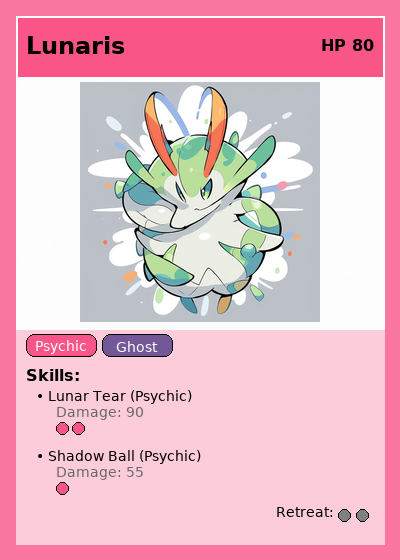 Lunaris
HP 80
Psychic
Ghost
Skills:
• Lunar Tear (Psychic)
Damage: 90
• Shadow Ball (Psychic)
Damage: 55
Retreat: